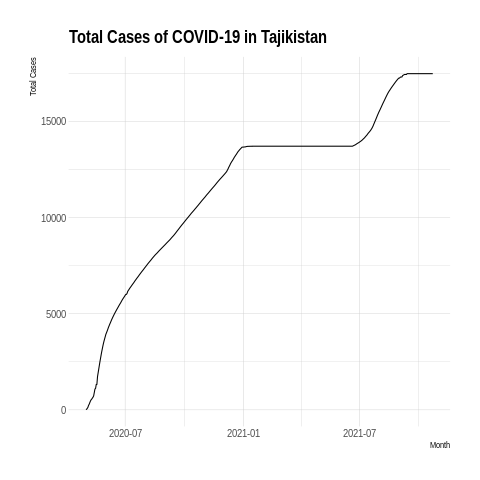 Total Cases of COVID-19 in Tajikistan
Total Cases
15000
10000
5000
0
2020-07 2021-01 2021-07
Month